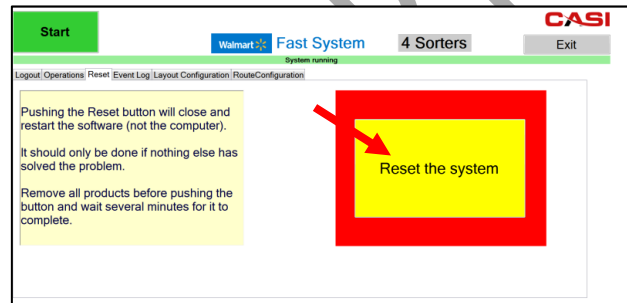 CASI
Start
Walmart Fast System 4 Sorters Exit
System running
Logout Operations Reset Event Log Layout Configuration RouteConfiguration
Pushing the Reset button will close and
restart the software (not the computer).
It should only be done if nothing else has
solved the problem.
Remove all products before pushing the
button and wait several minutes for it to
complete.
Reset the system